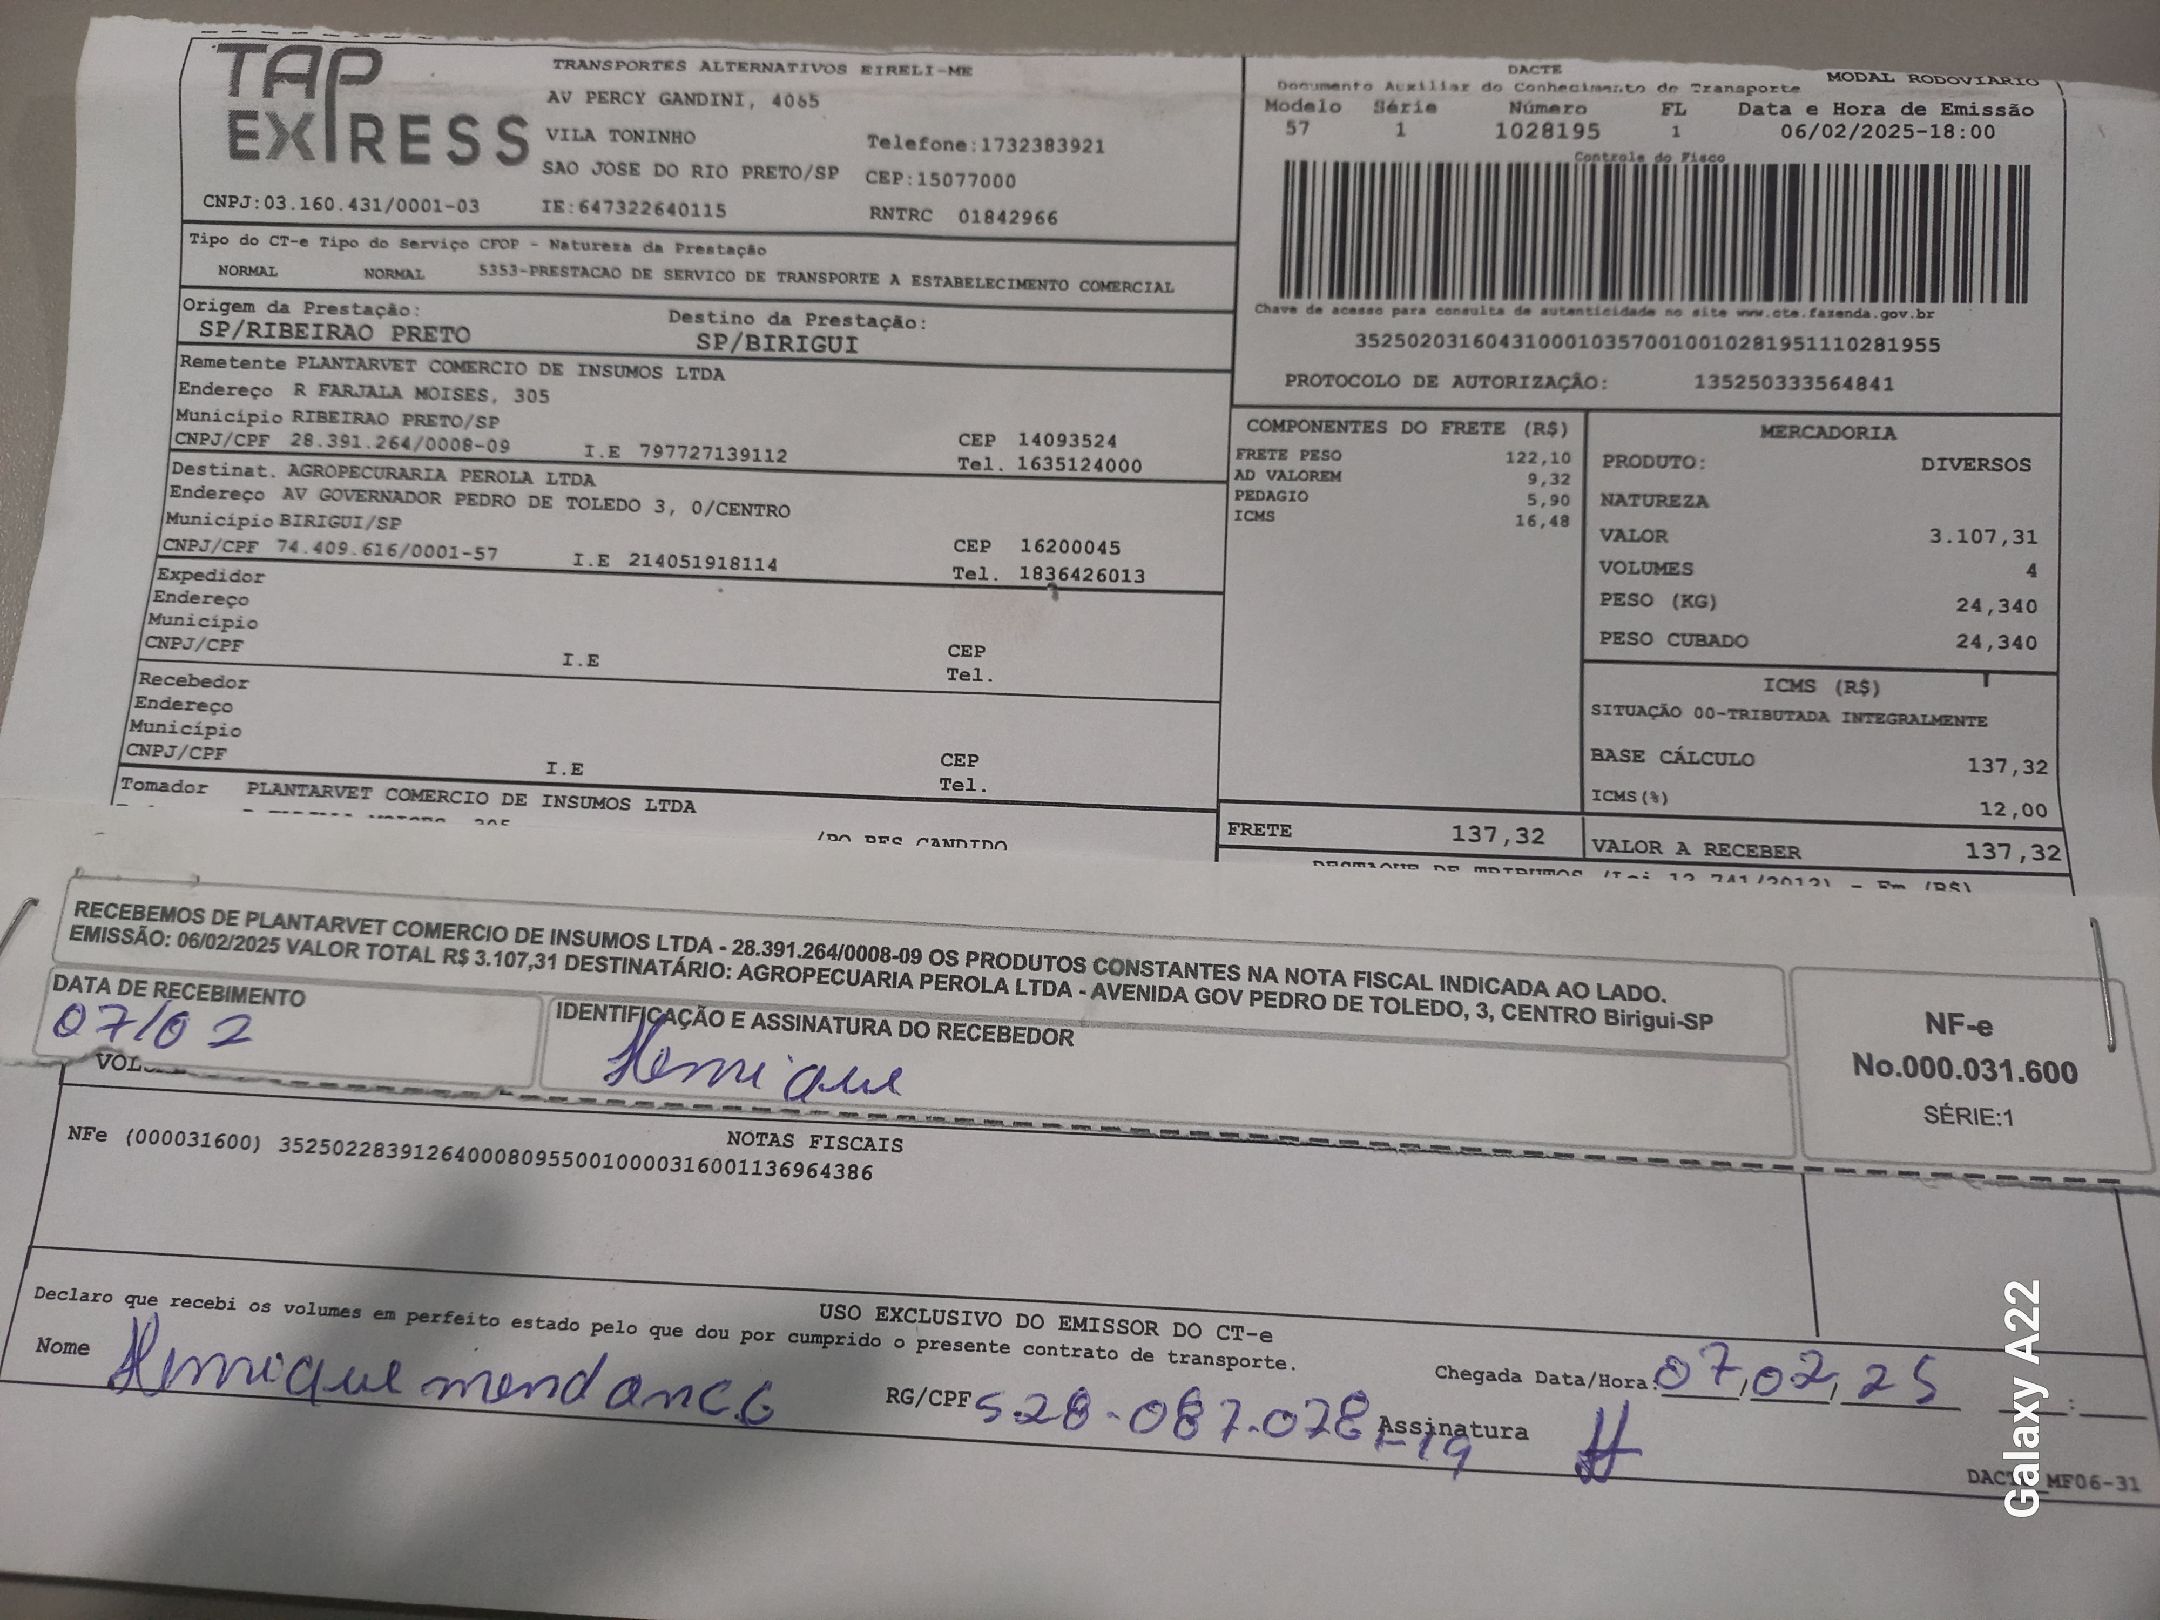 TAP EXPRESS
TRANSPORTES ALTERNATIVOS EIRELI-ME
AV PERCY GANDINI, 4065
VILA TONINHO Telefone:1732383921
SAO JOSE DO RIO PRETO/SP CEP:15077000
CNPJ:03.160.431/0001-03 IE:647322640115 RNTRC 01842966
DACTE
Documento Auxiliar do Conhecimento de Transporte MODAL RODOVIARIO
Modelo Série Número FL Data e Hora de Emissão
57 1 1028195 1 06/02/2025-18:00
Controle do Fisco
Chave de acesso para consulta de autenticidade no site www.cte.fazenda.gov.br
35250203160431000103570010010281951110281955
PROTOCOLO DE AUTORIZAÇÃO: 135250333564841
Tipo do CT-e Tipo do Serviço CFOP - Natureza da Prestação
NORMAL NORMAL 5353-PRESTACAO DE SERVICO DE TRANSPORTE A ESTABELECIMENTO COMERCIAL
Origem da Prestação: Destino da Prestação:
SP/RIBEIRAO PRETO SP/BIRIGUI
Remetente PLANTARVET COMERCIO DE INSUMOS LTDA
Endereço R FARJALA MOISES, 305
Município RIBEIRAO PRETO/SP CEP 14093524
CNPJ/CPF 28.391.264/0008-09 I.E 797727139112 Tel. 1635124000
Destinat. AGROPECURARIA PEROLA LTDA
Endereço AV GOVERNADOR PEDRO DE TOLEDO 3, 0/CENTRO
Município BIRIGUI/SP CEP 16200045
CNPJ/CPF 74.409.616/0001-57 I.E 214051918114 Tel. 1836426013
Expedidor
Endereço
Município CEP
CNPJ/CPF I.E Tel.
Recebedor
Endereço
Município CEP
CNPJ/CPF I.E Tel.
Tomador PLANTARVET COMERCIO DE INSUMOS LTDA
COMPONENTES DO FRETE (R$)
FRETE PESO 122,10
AD VALOREM 9,32
PEDAGIO 5,90
ICMS 16,48
MERCADORIA
PRODUTO: DIVERSOS
NATUREZA
VALOR 3.107,31
VOLUMES 4
PESO (KG) 24,340
PESO CUBADO 24,340
ICMS (R$)
SITUAÇÃO 00-TRIBUTADA INTEGRALMENTE
BASE CÁLCULO 137,32
ICMS(%) 12,00
FRETE 137,32 VALOR A RECEBER 137,32
DESTAQUE DE TRIBUTOS (Lei 12.741/2012) - Em (R$)
RECEBEMOS DE PLANTARVET COMERCIO DE INSUMOS LTDA - 28.391.264/0008-09 OS PRODUTOS CONSTANTES NA NOTA FISCAL INDICADA AO LADO.
EMISSÃO: 06/02/2025 VALOR TOTAL R$ 3.107,31 DESTINATÁRIO: AGROPECUARIA PEROLA LTDA - AVENIDA GOV PEDRO DE TOLEDO, 3, CENTRO Birigui-SP
DATA DE RECEBIMENTO IDENTIFICAÇÃO E ASSINATURA DO RECEBEDOR
07/02 Henrique
NF-e
No.000.031.600
SÉRIE:1
NOTAS FISCAIS
NFe (000031600) 35250228391264000809550010000316001136964386
USO EXCLUSIVO DO EMISSOR DO CT-e
Declaro que recebi os volumes em perfeito estado pelo que dou por cumprido o presente contrato de transporte.
Nome Henrique RG/CPF 528-087.078-19 Assinatura H
Chegada Data/Hora: 07/02/25 :
MF06-31
Galaxy A22